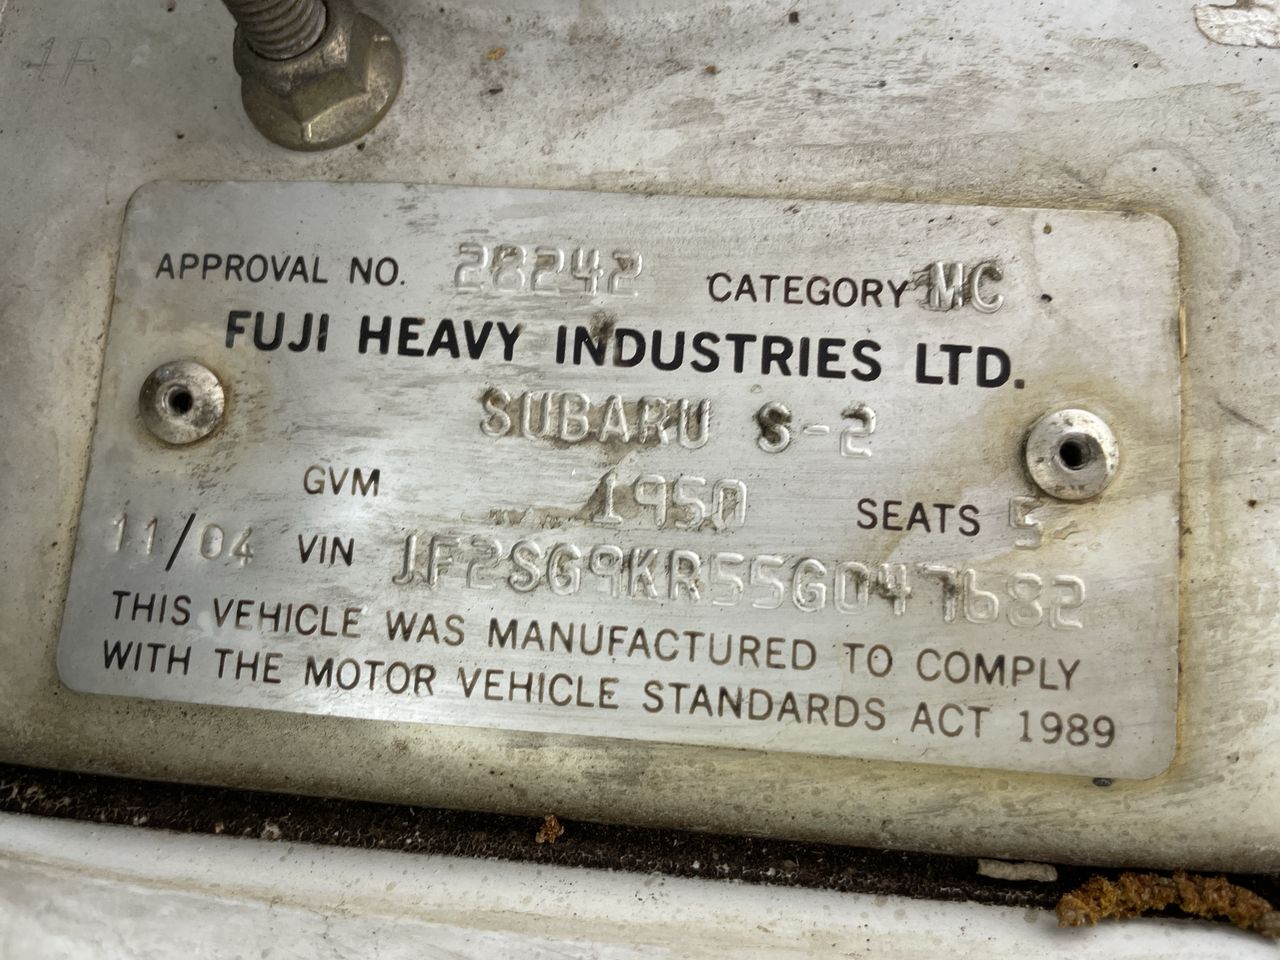 APPROVAL NO. 28242 CATEGORY MC
FUJI HEAVY INDUSTRIES LTD.
SUBARU S-2
GVM 1950 SEATS 5
11/04 VIN JF2SG9KR55G047682
THIS VEHICLE WAS MANUFACTURED TO COMPLY
WITH THE MOTOR VEHICLE STANDARDS ACT 1989